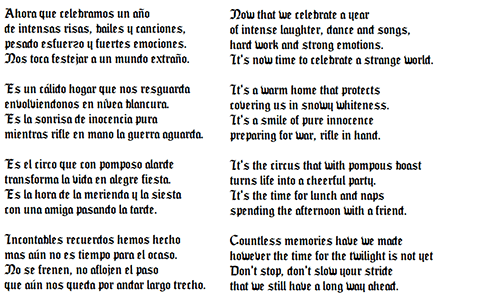 Ahora que celebramos un año
de intensas risas, bailes y canciones,
pesado esfuerzo y fuertes emociones.
Nos toca festejar a un mundo extraño.

Es un cálido hogar que nos resguarda
envolviendonos en nívea blancura.
Es la sonrisa de inocencia pura
mientras rifle en mano la guerra aguarda.

Es el circo que con pomposo alarde
transforma la vida en alegre fiesta.
Es la hora de la merienda y la siesta
con una amiga pasando la tarde.

Incontables recuerdos hemos hecho
mas aún no es tiempo para el ocaso.
No se frenen, no aflojen el paso
que aún nos queda por andar largo trecho.

Now that we celebrate a year
of intense laughter, dance and songs,
hard work and strong emotions.
It's now time to celebrate a strange world.

It's a warm home that protects
covering us in snowy whiteness.
It's a smile of pure innocence
preparing for war, rifle in hand.

It's the circus that with pompous boast
turns life into a cheerful party.
It's the time for lunch and naps
spending the afternoon with a friend.

Countless memories have we made
however the time for the twilight is not yet
Don't stop, don't slow your stride
that we still have a long way ahead.